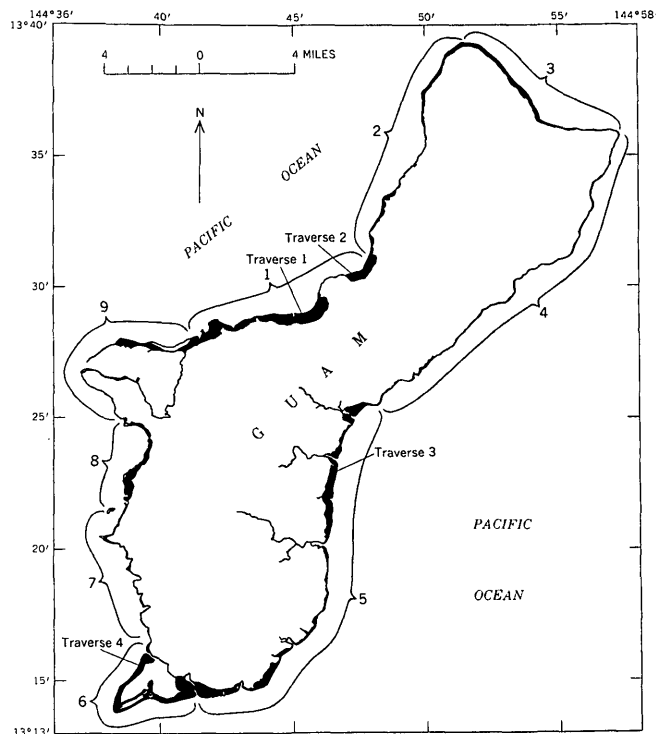 144°36' 40' 45' 50' 55' 144°58'
13°40'
4 0 4 MILES
N
3
2
35'
OCEAN
PACIFIC
Traverse 2
Traverse 1
1
30'
9
4
GUAM
25'
8
Traverse 3
PACIFIC
20'
OCEAN
7
5
Traverse 4
15'
6
13°13'